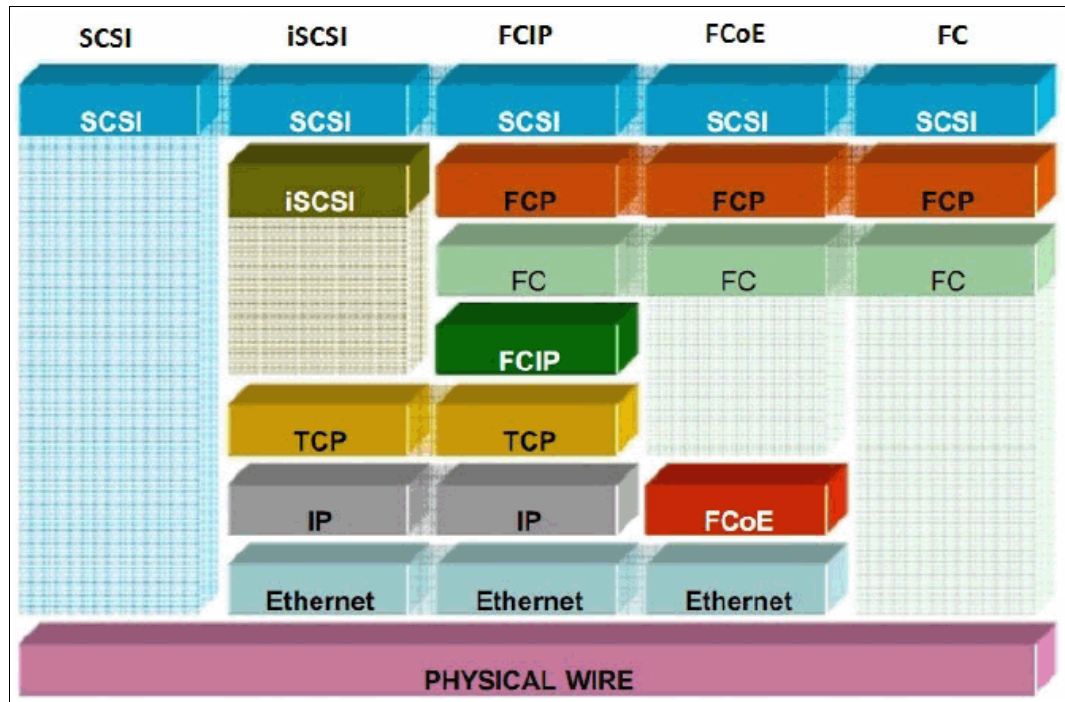 SCSI iSCSI FCIP FCoE FC
SCSI SCSI SCSI SCSI SCSI
iSCSI FCP FCP FCP
FC FC FC
FCIP
TCP TCP
IP IP FCoE
Ethernet Ethernet Ethernet
PHYSICAL WIRE